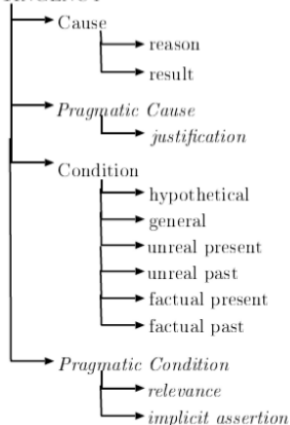 Cause
reason
result
Pragmatic Cause
justification
Condition
hypothetical
general
unreal present
unreal past
factual present
factual past
Pragmatic Condition
relevance
implicit assertion